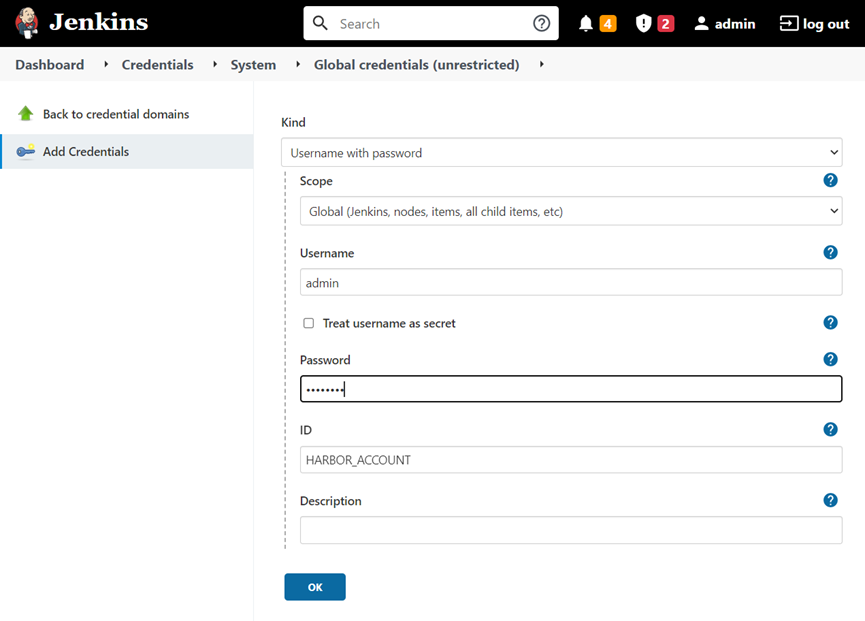 Jenkins
Search
4
2
admin
log out
Dashboard
Credentials
System
Global credentials (unrestricted)
Back to credential domains
Add Credentials
Kind
Username with password
Scope
Global (Jenkins, nodes, items, all child items, etc)
Username
admin
Treat username as secret
Password
••••••••
ID
HARBOR_ACCOUNT
Description
OK